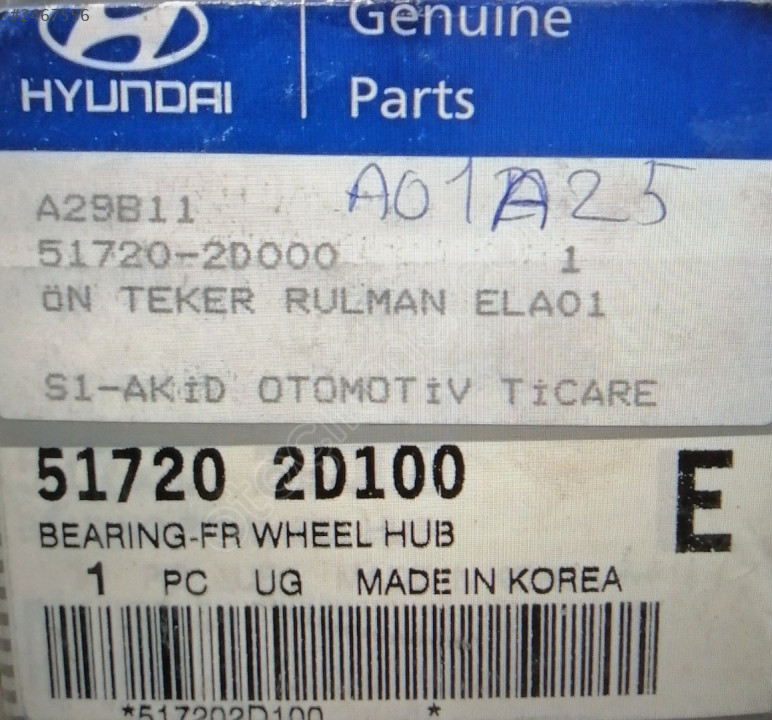 HYUNDAI
Genuine
Parts
A01A25
A29B11
51720-2D000 1
ÖN TEKER RULMAN ELA01
S1-AKiD OTOMOTiV TiCARE
51720 2D100
E
BEARING-FR WHEEL HUB
1 PC UG MADE IN KOREA
*517202D100 *